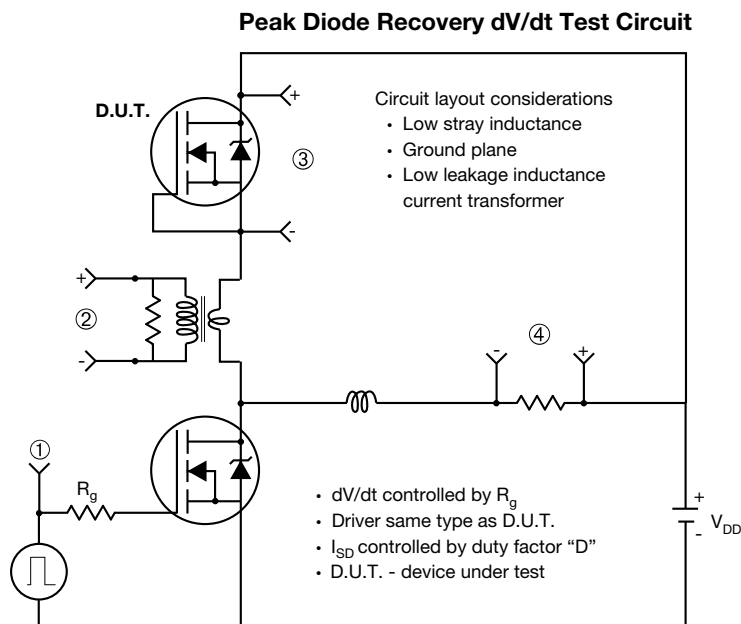 Peak Diode Recovery dV/dt Test Circuit
D.U.T.
+
③
-
Circuit layout considerations
• Low stray inductance
• Ground plane
• Low leakage inductance
current transformer
+
②
-
-
④
+
①
Rg
• dV/dt controlled by Rg
• Driver same type as D.U.T.
• ISD controlled by duty factor “D”
• D.U.T. - device under test
+
VDD
-